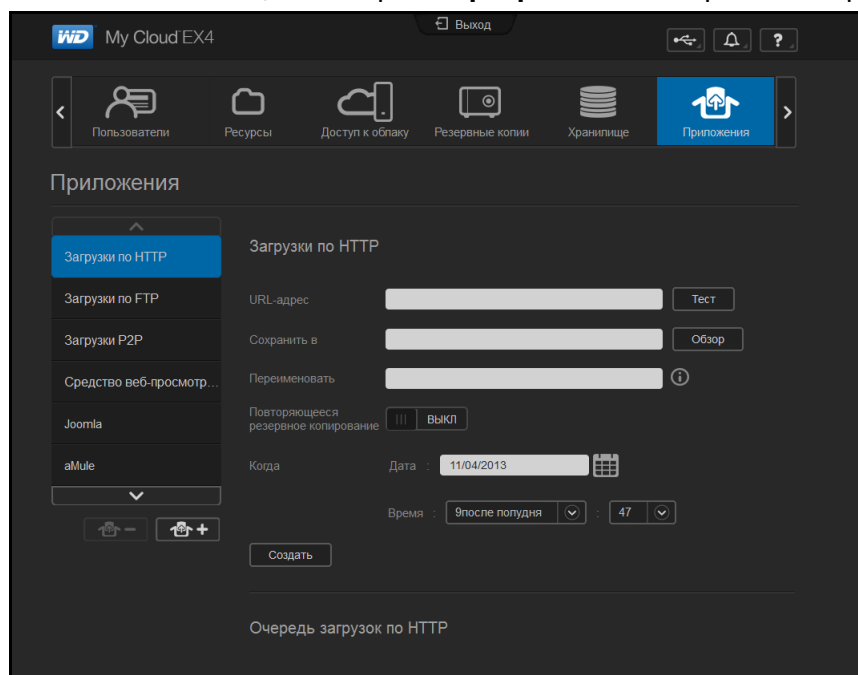 WD My Cloud EX4
Выход
?
Пользователи
Ресурсы
Доступ к облаку
Резервные копии
Хранилище
Приложения
Приложения
Загрузки по HTTP
Загрузки по FTP
Загрузки P2P
Средство веб-просмотр...
Joomla
aMule
Загрузки по HTTP
URL-адрес
Тест
Сохранить в
Обзор
Переименовать
Повторяющееся
резервное копирование
ВЫКЛ
Когда
Дата :
11/04/2013
Время :
9после полудня
:
47
Создать
Очередь загрузок по HTTP